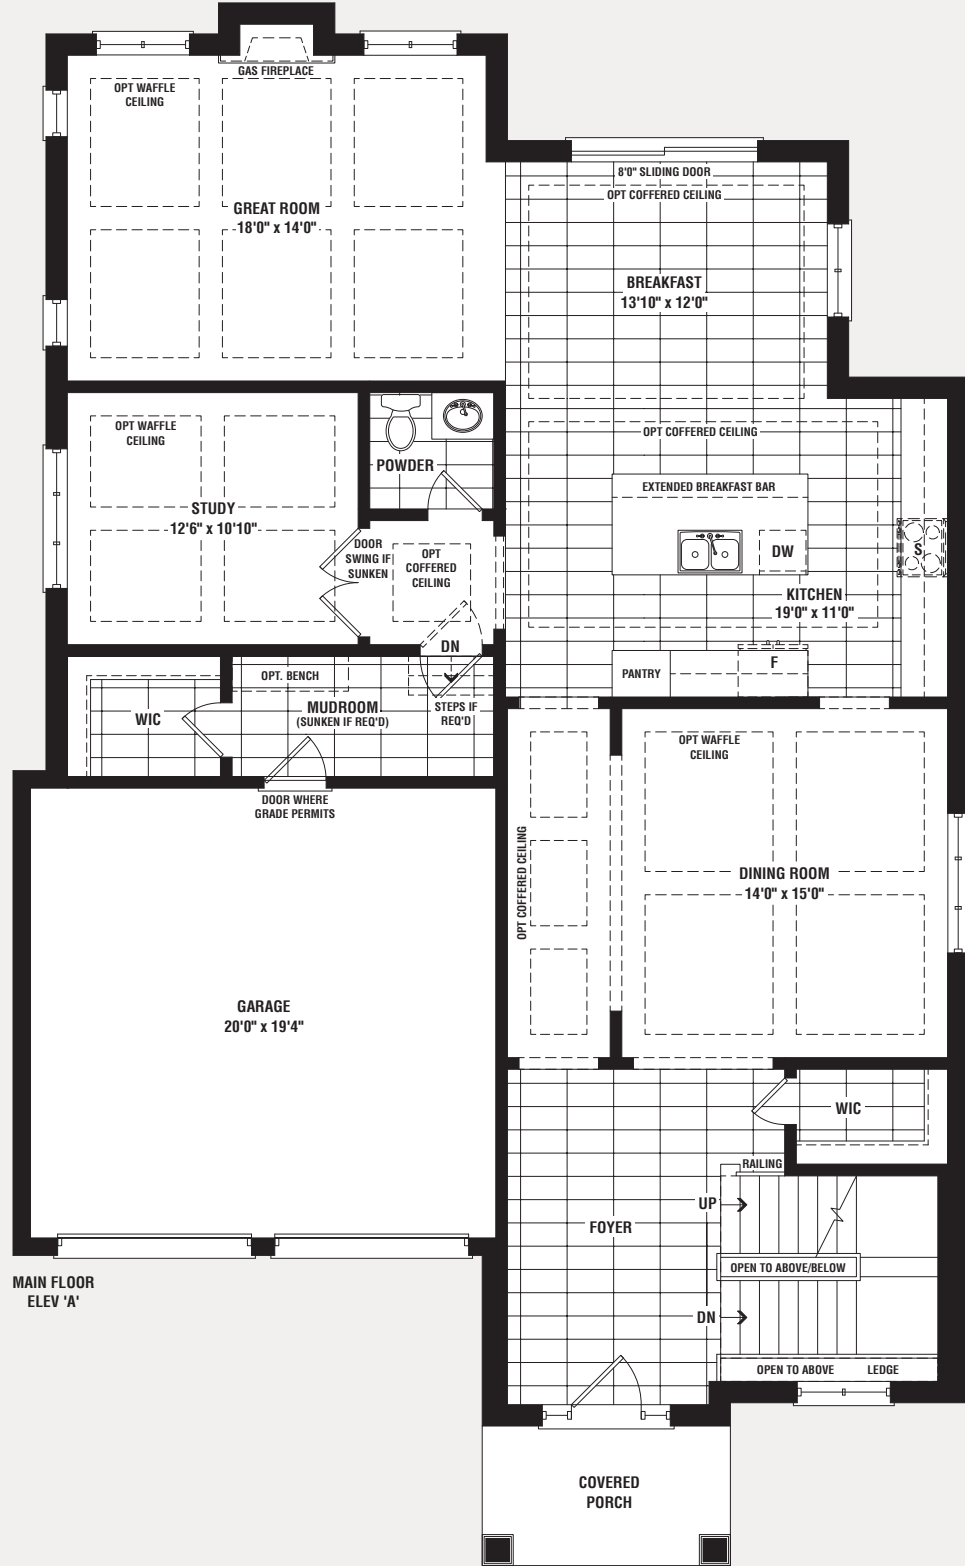 GAS FIREPLACE
OPT WAFFLE
CEILING
GREAT ROOM
18'0" x 14'0"
8'0" SLIDING DOOR
OPT COFFERED CEILING
BREAKFAST
13'10" x 12'0"
OPT WAFFLE
CEILING
STUDY
12'6" x 10'10"
POWDER
DOOR
SWING IF
SUNKEN
OPT
COFFERED
CEILING
DN
OPT COFFERED CEILING
EXTENDED BREAKFAST BAR
DW
S
KITCHEN
19'0" x 11'0"
PANTRY
F
WIC
OPT. BENCH
MUDROOM
(SUNKEN IF REQ'D)
STEPS IF
REQ'D
DOOR WHERE
GRADE PERMITS
OPT COFFERED CEILING
OPT WAFFLE
CEILING
DINING ROOM
14'0" x 15'0"
GARAGE
20'0" x 19'4"
WIC
RAILING
UP
FOYER
OPEN TO ABOVE/BELOW
DN
OPEN TO ABOVE
LEDGE
MAIN FLOOR
ELEV 'A'
COVERED
PORCH